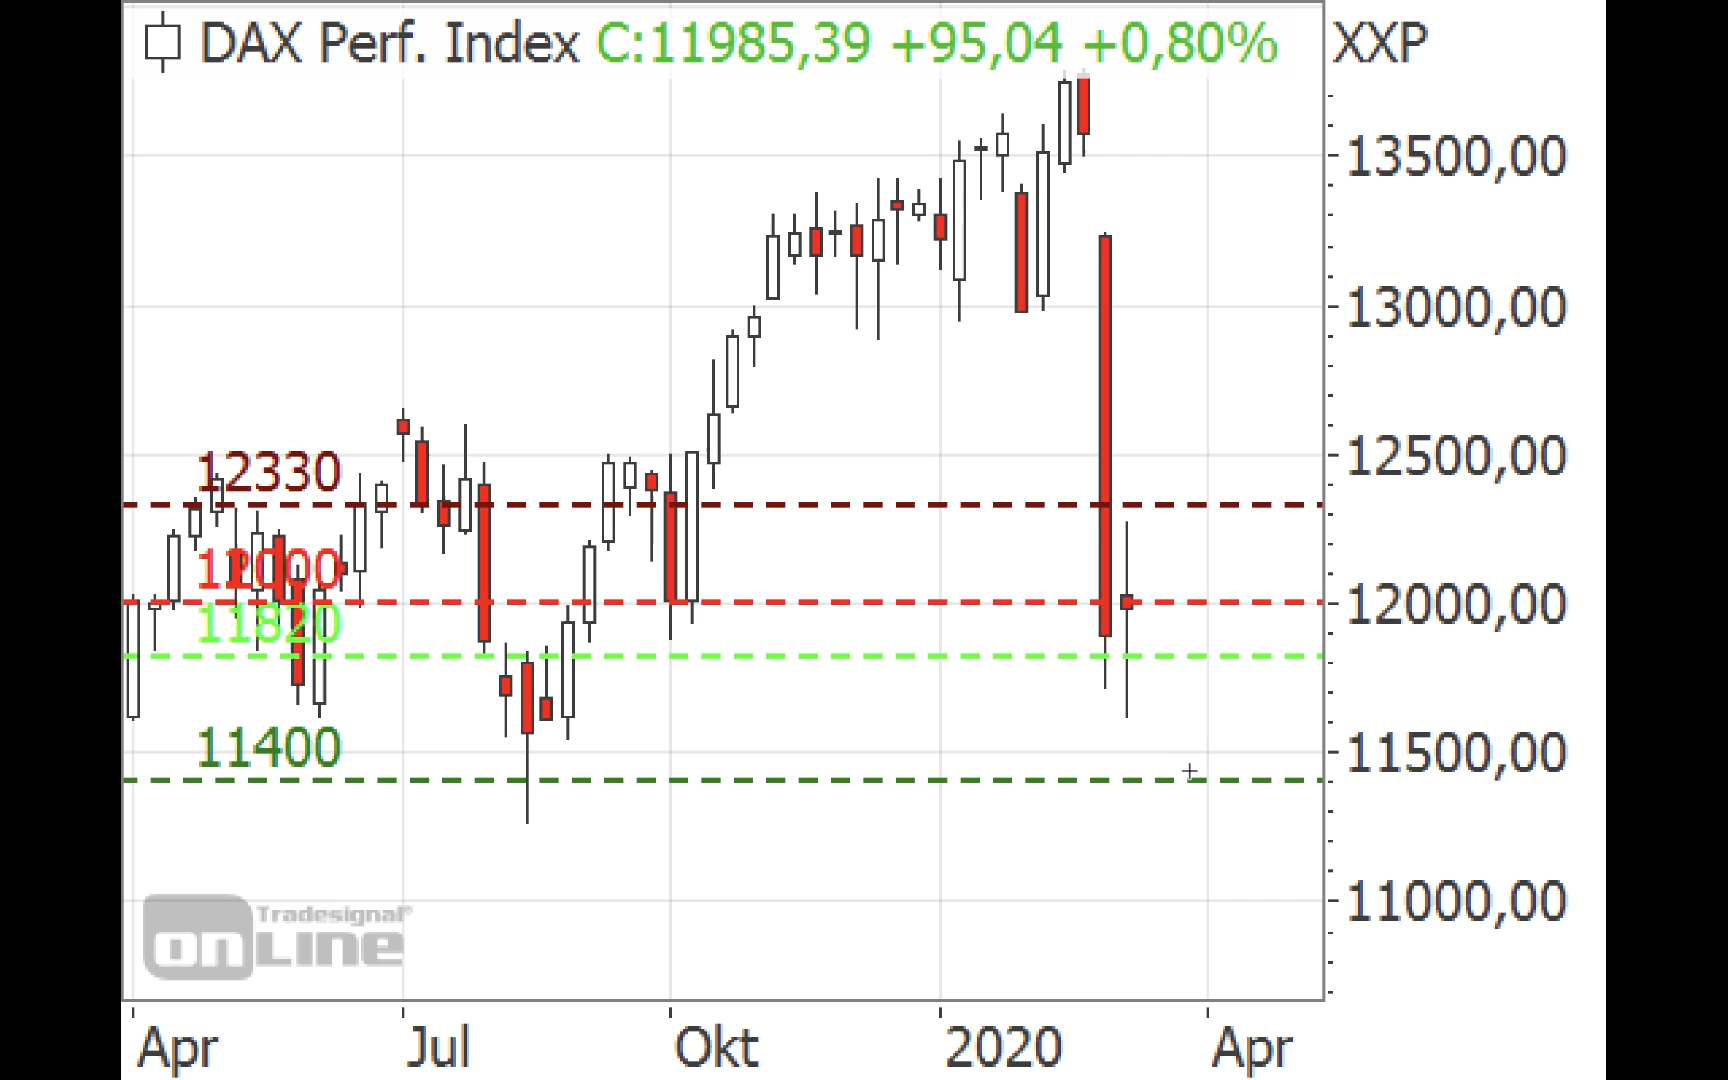 DAX Perf. Index C:11985,39 +95,04 +0,80% XXP
13500,00
13000,00
12500,00
12330
12000
12000,00
11820
11400
11500,00
11000,00
Tradesignal®
onLine
Apr Jul Okt 2020 Apr